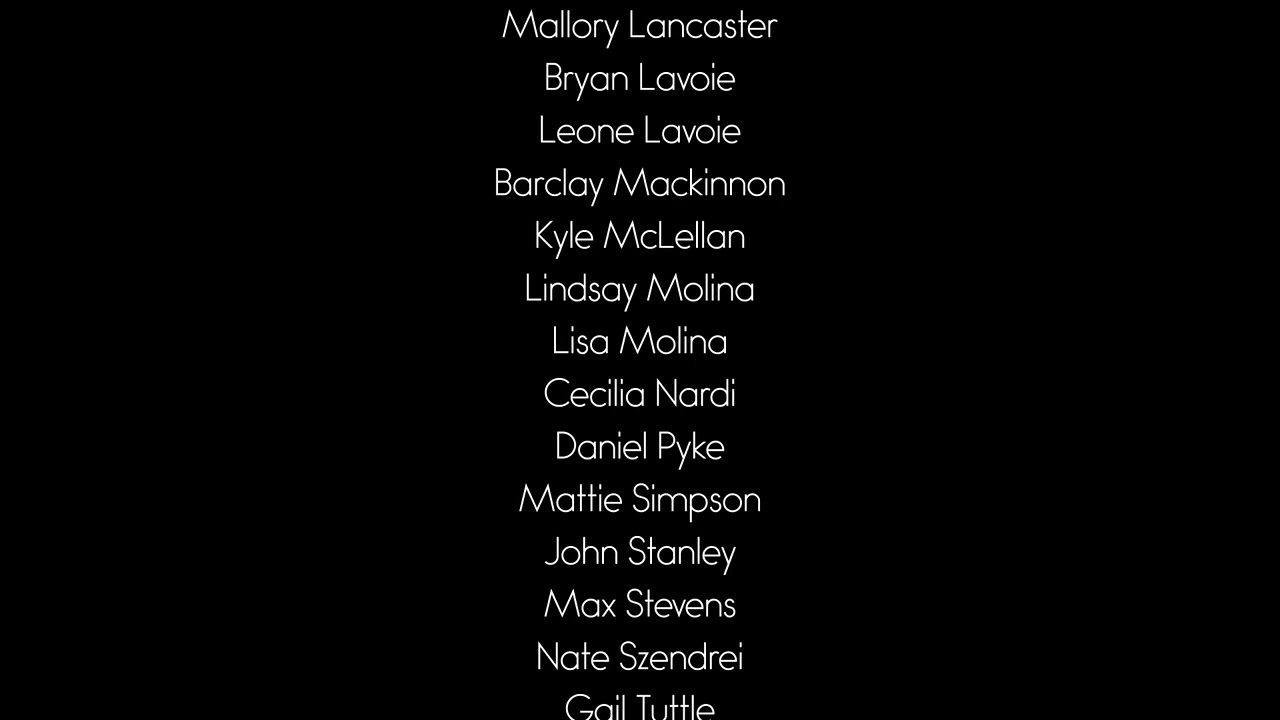 Mallory Lancaster
Bryan Lavoie
Leone Lavoie
Barclay Mackinnon
Kyle McLellan
Lindsay Molina
Lisa Molina
Cecilia Nardi
Daniel Pyke
Mattie Simpson
John Stanley
Max Stevens
Nate Szendrei
Gail Tuttle